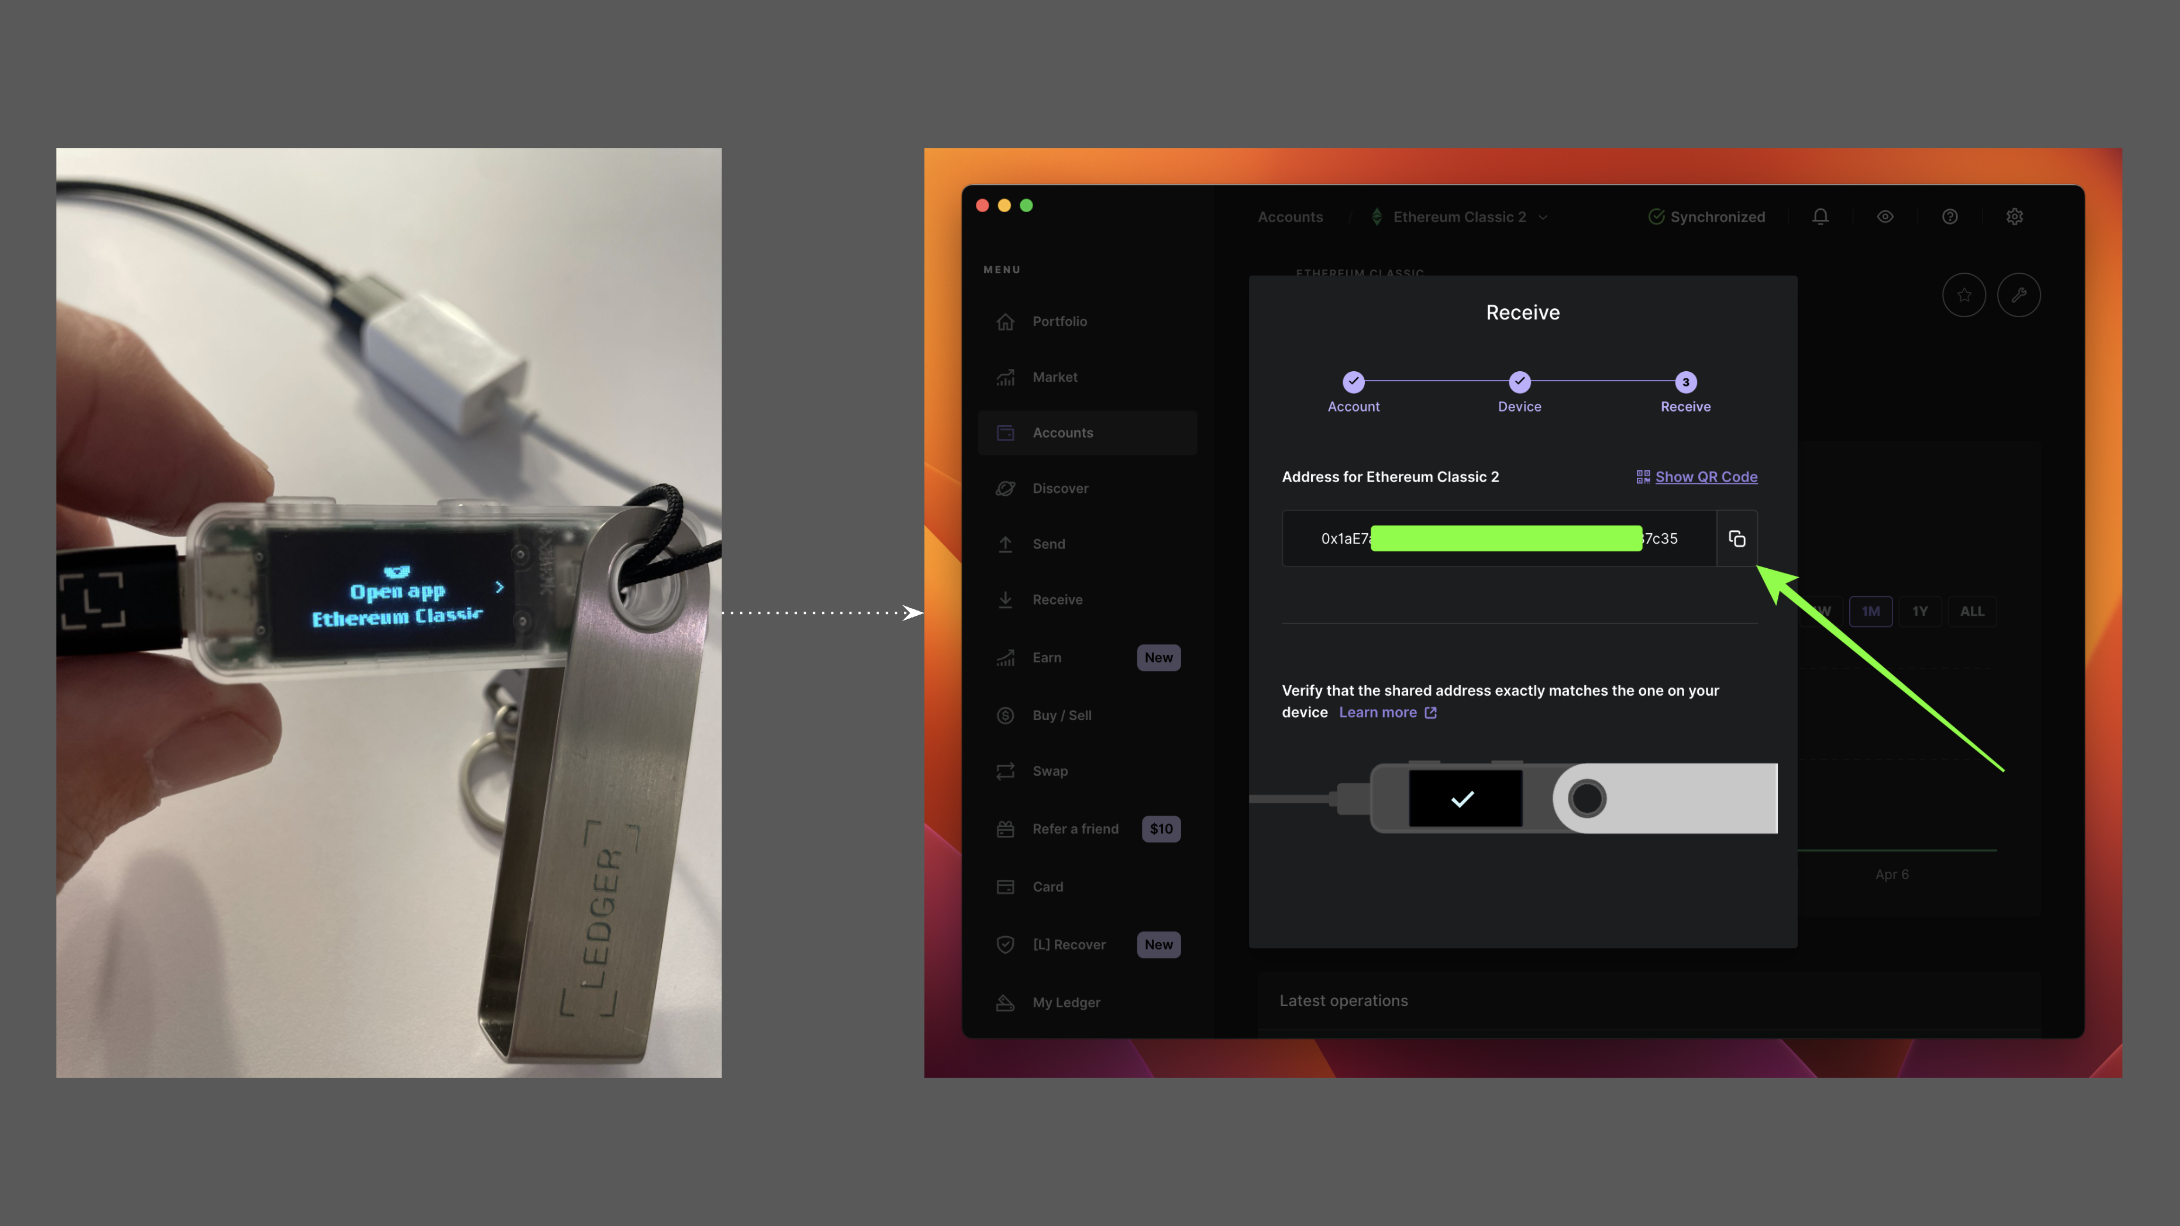 Open app
Ethereum Classic
LEDGER
MENU
Portfolio
Market
Accounts
Discover
Send
Receive
Earn New
Buy / Sell
Swap
Refer a friend $10
Card
[L] Recover New
My Ledger
Accounts / Ethereum Classic 2
Synchronized
ETHEREUM CLASSIC
Receive
3
Account Device Receive
Address for Ethereum Classic 2 Show QR Code
0x1aE7 7c35
Verify that the shared address exactly matches the one on your
device Learn more
W 1M 1Y ALL
Apr 6
Latest operations